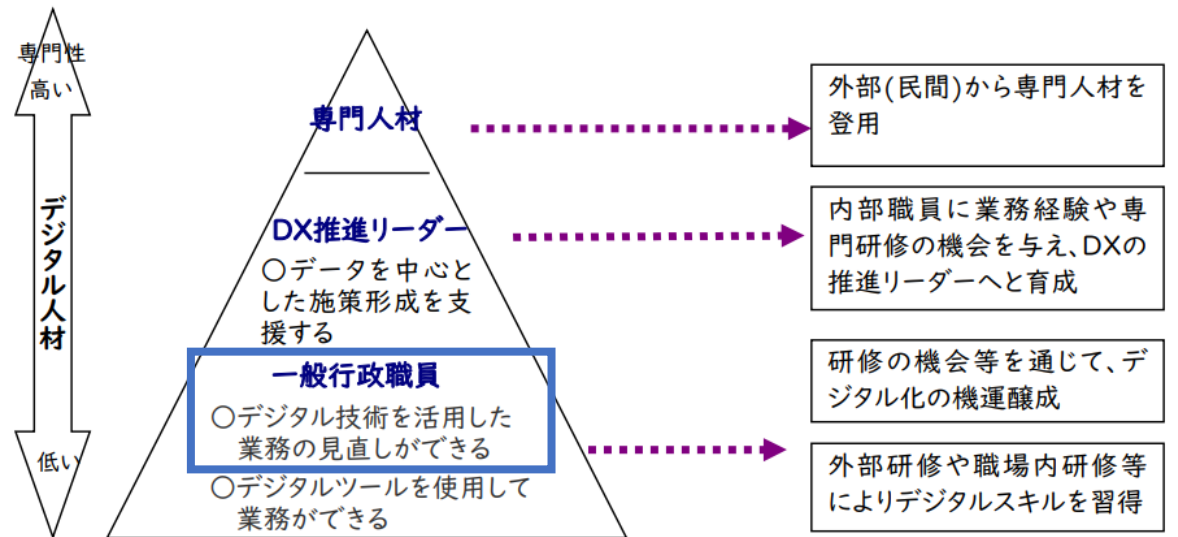 専門性
高い
デジタル人材
低い
専門人材
DX推進リーダー
〇データを中心と
した施策形成を支
援する
一般行政職員
〇デジタル技術を活用した
業務の見直しができる
〇デジタルツールを使用して
業務ができる
外部(民間)から専門人材を
登用
内部職員に業務経験や専
門研修の機会を与え、DXの
推進リーダーへと育成
研修の機会等を通じて、デ
ジタル化の機運醸成
外部研修や職場内研修等
によりデジタルスキルを習得